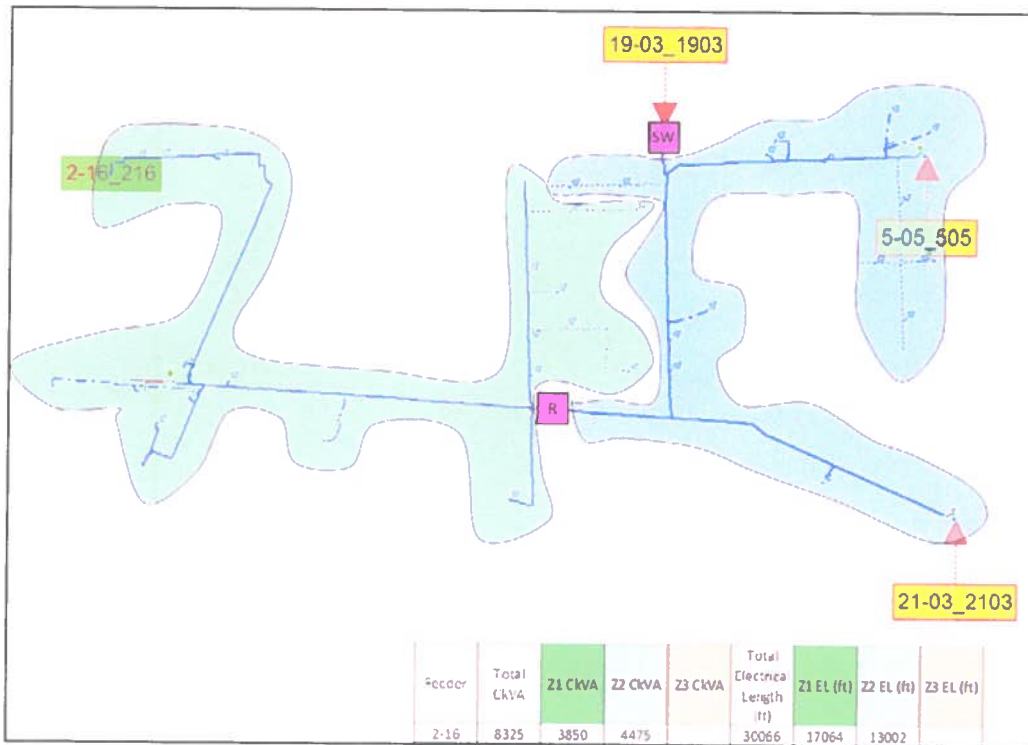 19-03_1903
SW
2-16_216
5-05_505
R
21-03_2103
Feeder Total CkVA Z1 CkVA Z2 CkVA Z3 CkVA Total Electrical Length (ft) Z1 EL (ft) Z2 EL (ft) Z3 EL (ft)
2-16 8325 3850 4475 30066 17064 13002